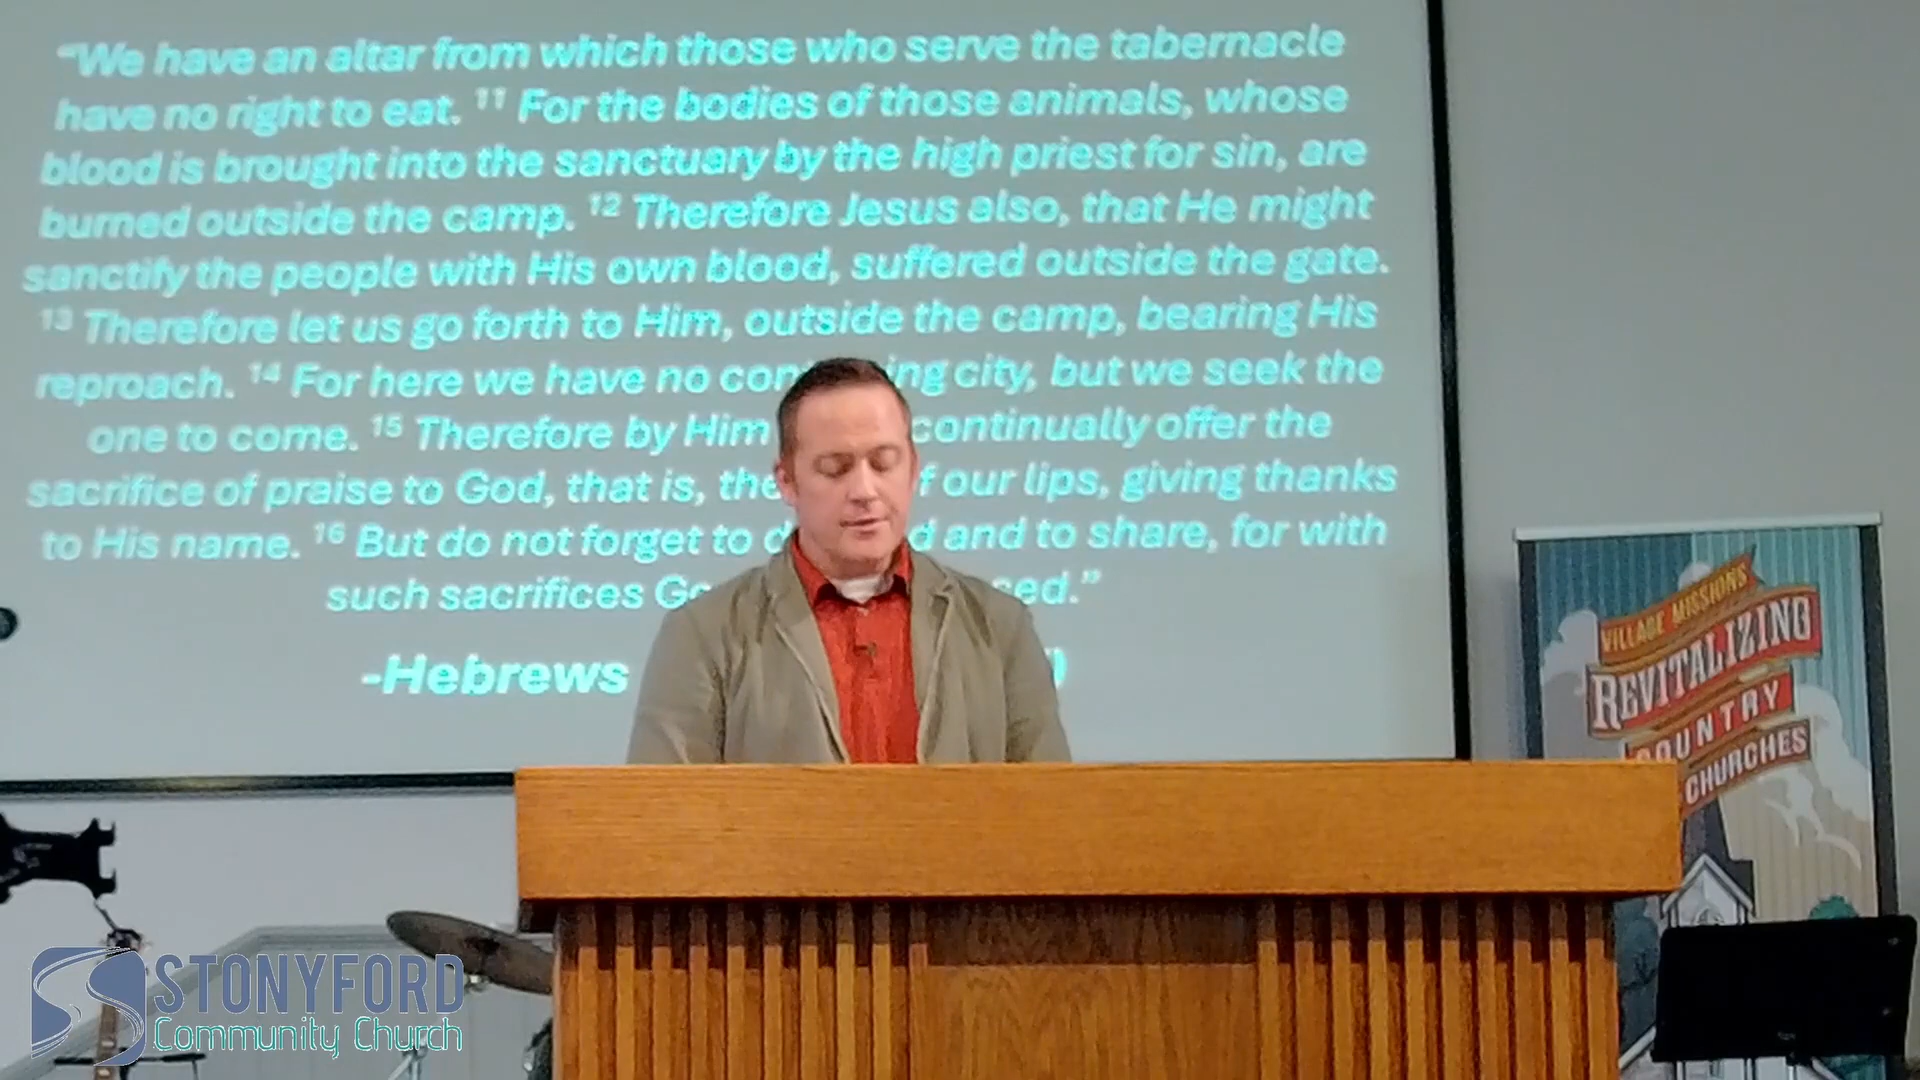 “We have an altar from which those who serve the tabernacle
have no right to eat. 11 For the bodies of those animals, whose
blood is brought into the sanctuary by the high priest for sin, are
burned outside the camp. 12 Therefore Jesus also, that He might
sanctify the people with His own blood, suffered outside the gate.
13 Therefore let us go forth to Him, outside the camp, bearing His
reproach. 14 For here we have no con ing city, but we seek the
one to come. 15 Therefore by Him continually offer the
sacrifice of praise to God, that is, the f our lips, giving thanks
to His name. 16 But do not forget to d d and to share, for with
such sacrifices Go sed.”
-Hebrews )
VILLAGE MISSIONS
REVITALIZING
COUNTRY
CHURCHES
STONYFORD
Community Church